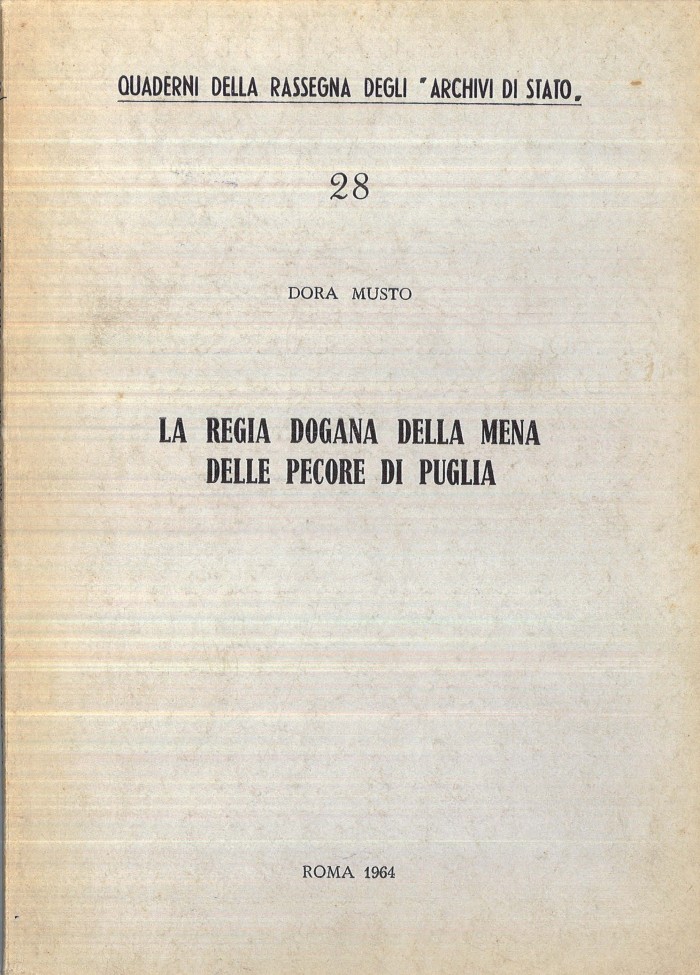 QUADERNI DELLA RASSEGNA DEGLI "ARCHIVI DI STATO„
28
DORA MUSTO
LA REGIA DOGANA DELLA MENA
DELLE PECORE DI PUGLIA
ROMA 1964